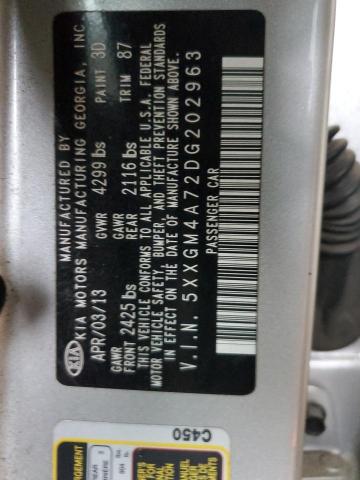 KIA
MANUFACTURED BY
KIA MOTORS MANUFACTURING GEORGIA, INC.
APR/03/13 GVWR 4299 lbs PAINT 3D
GAWR FRONT 2425 lbs GAWR REAR 2116 lbs TRIM 87
THIS VEHICLE CONFORMS TO ALL APPLICABLE U.S.A. FEDERAL
MOTOR VEHICLE SAFETY, BUMPER, AND THEFT PREVENTION STANDARDS
IN EFFECT ON THE DATE OF MANUFACTURE SHOWN ABOVE.
V.I.N. 5XXGM4A72DG202963
PASSENGER CAR
C450